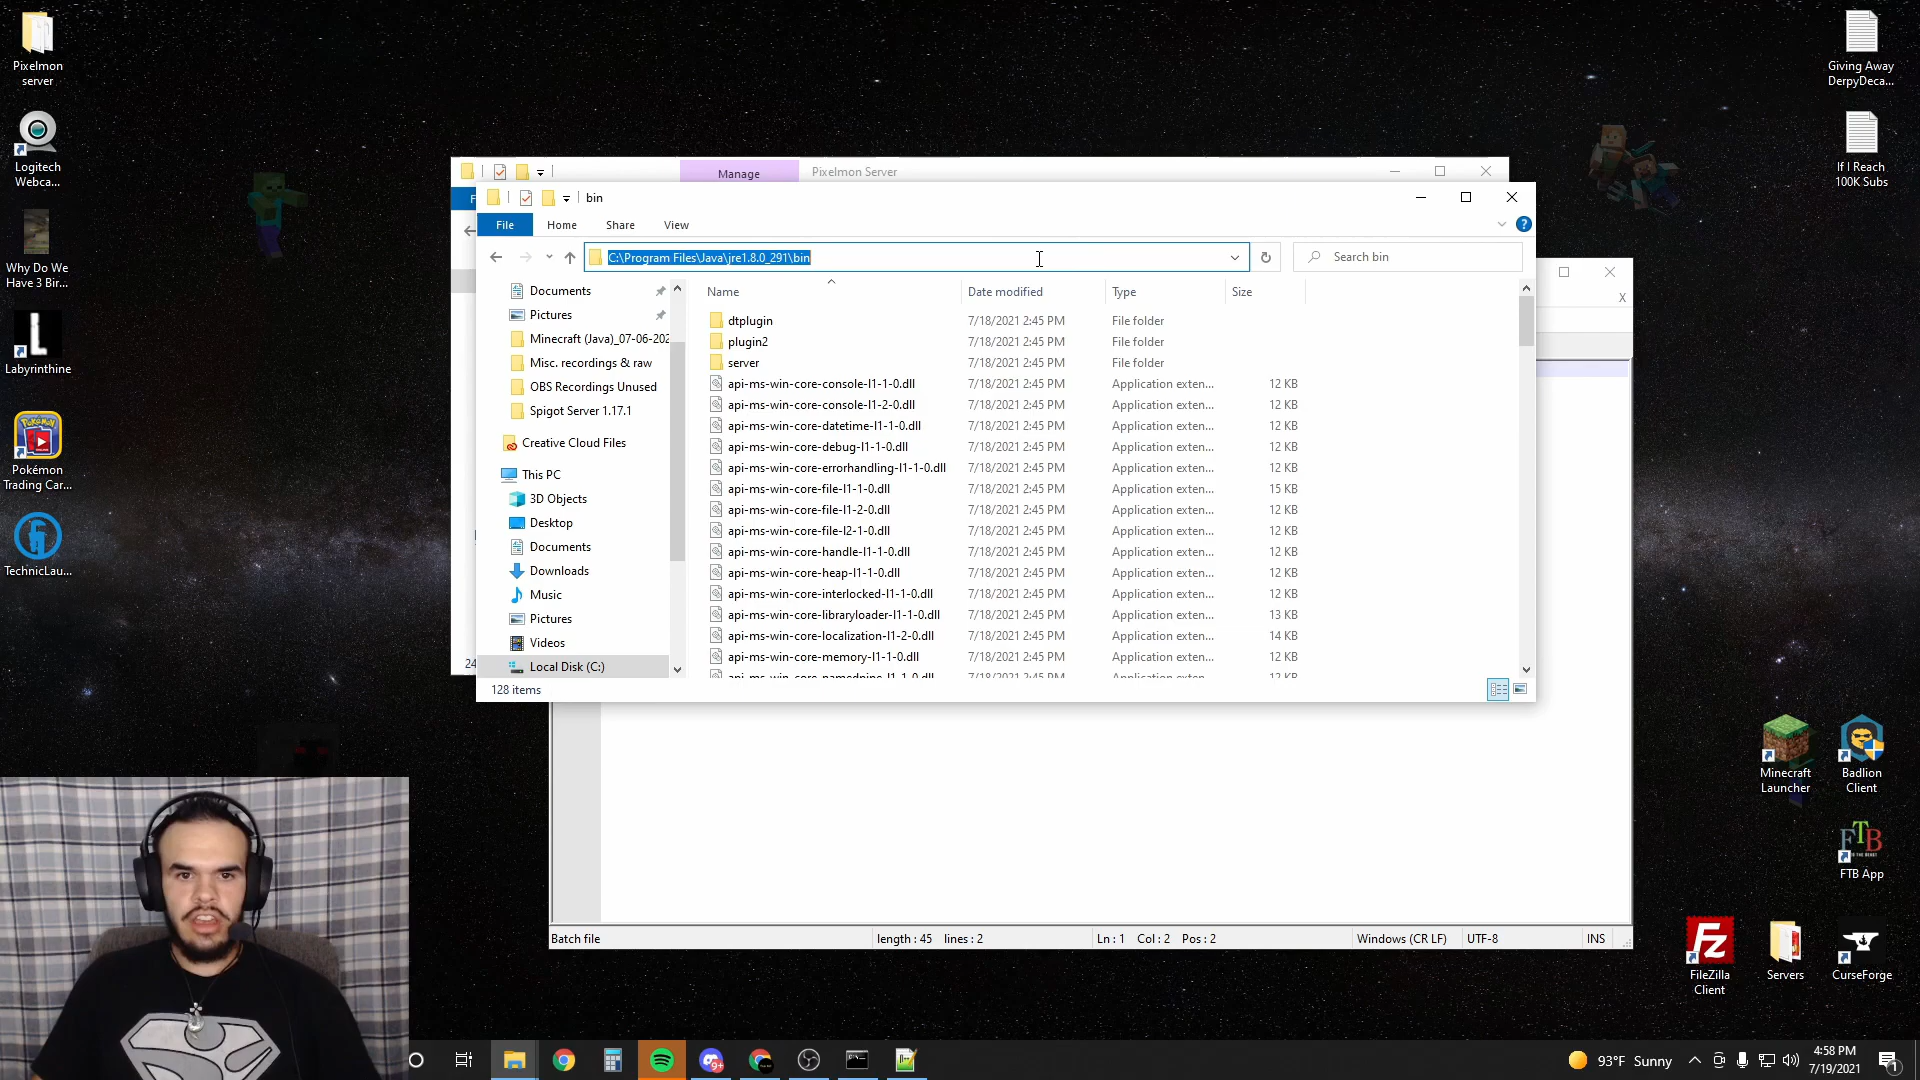 Pixelmon
server
Logitech
Webca...
Why Do We
Have 3 Bir...
Labyrinthine
Pokémon
Trading Car...
TechnicLau...
Giving Away
DerpyDeca...
If I Reach
100K Subs
Manage
Pixelmon Server
bin
File
Home
Share
View
C:\Program Files\Java\jre1.8.0_291\bin
Search bin
Documents
Pictures
Minecraft (Java)_07-06-202
Misc. recordings & raw
OBS Recordings Unused
Spigot Server 1.17.1
Creative Cloud Files
This PC
3D Objects
Desktop
Documents
Downloads
Music
Pictures
Videos
Local Disk (C:)
Name Date modified Type Size
dtplugin 7/18/2021 2:45 PM File folder
plugin2 7/18/2021 2:45 PM File folder
server 7/18/2021 2:45 PM File folder
api-ms-win-core-console-l1-1-0.dll 7/18/2021 2:45 PM Application exten... 12 KB
api-ms-win-core-console-l1-2-0.dll 7/18/2021 2:45 PM Application exten... 12 KB
api-ms-win-core-datetime-l1-1-0.dll 7/18/2021 2:45 PM Application exten... 12 KB
api-ms-win-core-debug-l1-1-0.dll 7/18/2021 2:45 PM Application exten... 12 KB
api-ms-win-core-errorhandling-l1-1-0.dll 7/18/2021 2:45 PM Application exten... 12 KB
api-ms-win-core-file-l1-1-0.dll 7/18/2021 2:45 PM Application exten... 15 KB
api-ms-win-core-file-l1-2-0.dll 7/18/2021 2:45 PM Application exten... 12 KB
api-ms-win-core-file-l2-1-0.dll 7/18/2021 2:45 PM Application exten... 12 KB
api-ms-win-core-handle-l1-1-0.dll 7/18/2021 2:45 PM Application exten... 12 KB
api-ms-win-core-heap-l1-1-0.dll 7/18/2021 2:45 PM Application exten... 12 KB
api-ms-win-core-interlocked-l1-1-0.dll 7/18/2021 2:45 PM Application exten... 12 KB
api-ms-win-core-libraryloader-l1-1-0.dll 7/18/2021 2:45 PM Application exten... 13 KB
api-ms-win-core-localization-l1-2-0.dll 7/18/2021 2:45 PM Application exten... 14 KB
api-ms-win-core-memory-l1-1-0.dll 7/18/2021 2:45 PM Application exten... 12 KB
24
128 items
Batch file length : 45 lines : 2 Ln : 1 Col : 2 Pos : 2 Windows (CR LF) UTF-8 INS
Minecraft
Launcher
Badlion
Client
FTB
FTB App
Fz
FileZilla
Client
Servers
CurseForge
93°F Sunny
4:58 PM
7/19/2021